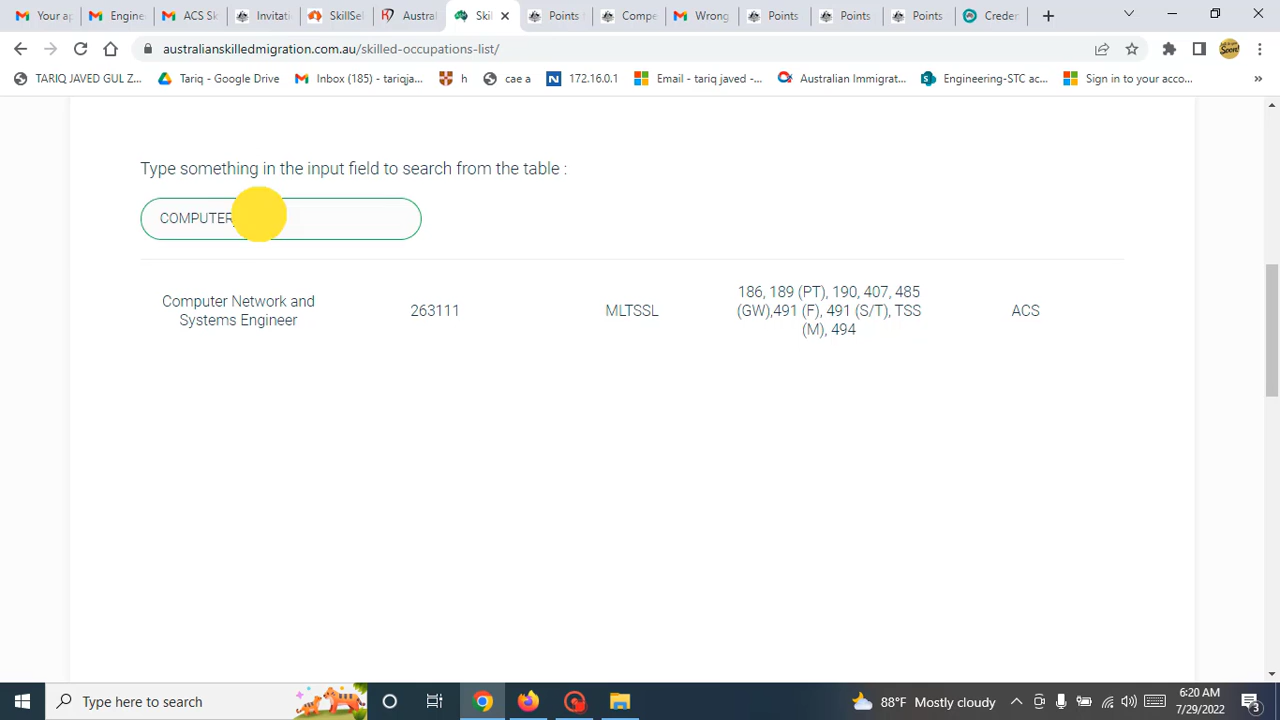 Your ap
Engine
ACS Sk
Invitati
SkillSel
Austral
Skil
Points
Compe
Wrong
Points
Points
Points
Creder
australianskilledmigration.com.au/skilled-occupations-list/
Soon!
TARIQ JAVED GUL Z...
Tariq - Google Drive
Inbox (185) - tariqja...
h
cae a
172.16.0.1
Email - tariq javed -...
Australian Immigrat...
Engineering-STC ac...
Sign in to your acco...
Type something in the input field to search from the table :
COMPUTER
Computer Network and
Systems Engineer
263111
MLTSSL
186, 189 (PT), 190, 407, 485
(GW),491 (F), 491 (S/T), TSS
(M), 494
ACS
Type here to search
88°F Mostly cloudy
6:20 AM
7/29/2022
3